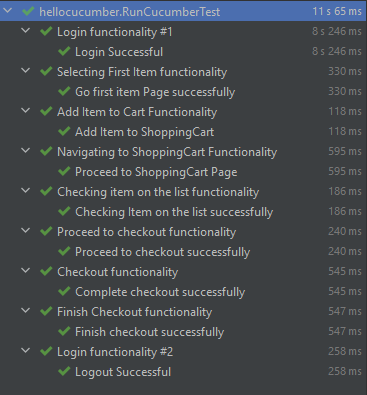 hellocucumber.RunCucumberTest 11 s 65 ms
Login functionality #1 8 s 246 ms
Login Successful 8 s 246 ms
Selecting First Item functionality 330 ms
Go first item Page successfully 330 ms
Add Item to Cart Functionality 118 ms
Add Item to ShoppingCart 118 ms
Navigating to ShoppingCart Functionality 595 ms
Proceed to ShoppingCart Page 595 ms
Checking item on the list functionality 186 ms
Checking Item on the list successfully 186 ms
Proceed to checkout functionality 240 ms
Proceed to checkout successfully 240 ms
Checkout functionality 545 ms
Complete checkout successfully 545 ms
Finish Checkout functionality 547 ms
Finish checkout successfully 547 ms
Login functionality #2 258 ms
Logout Successful 258 ms